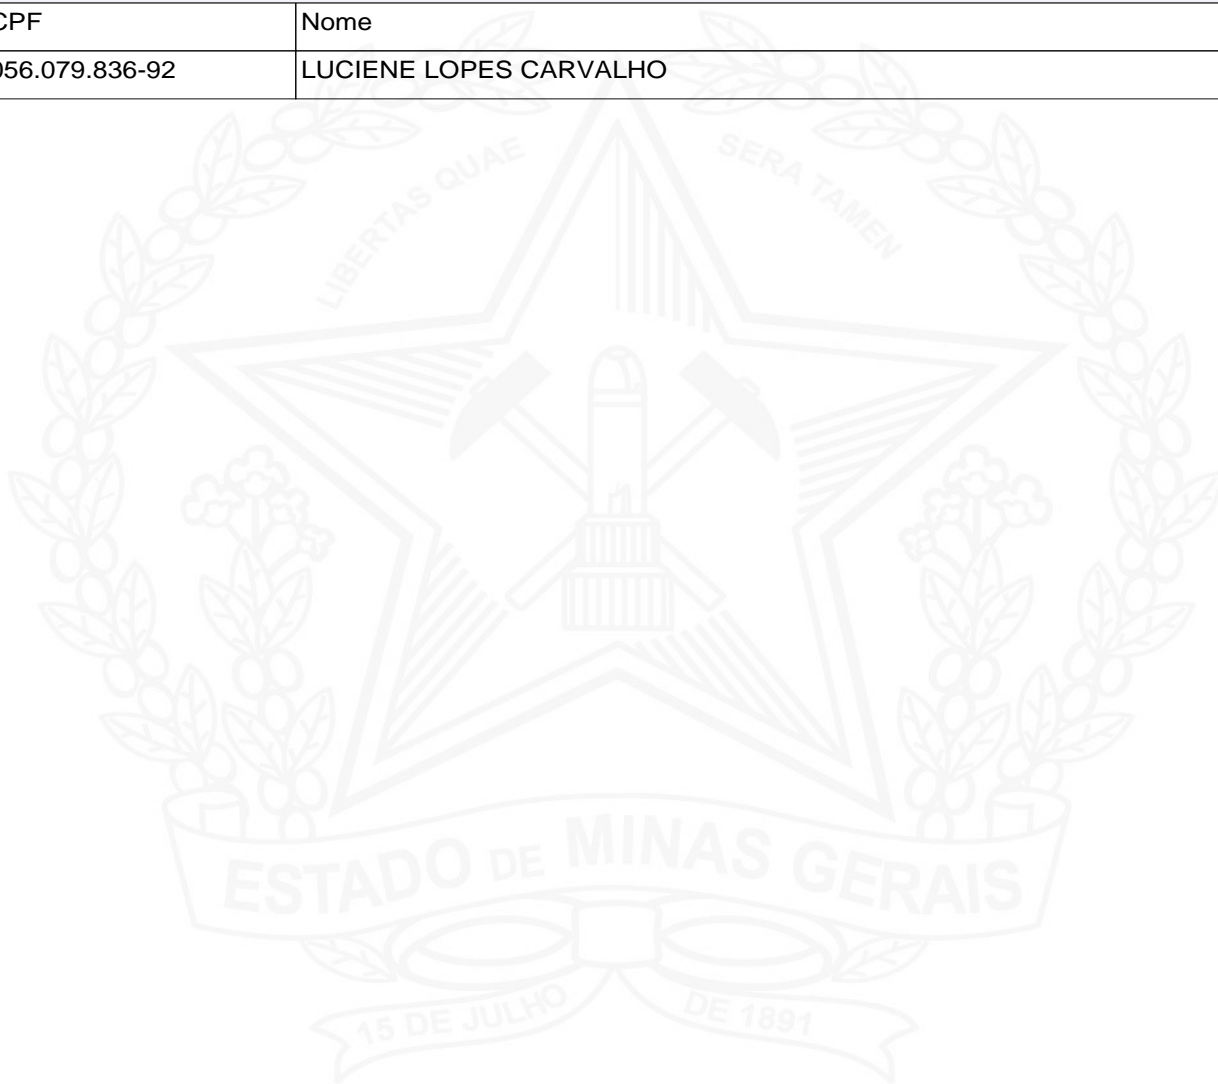 CPF Nome
056.079.836-92 LUCIENE LOPES CARVALHO
LIBERTAS QUAE SERA TAMEN
ESTADO DE MINAS GERAIS
15 DE JULHO DE 1891